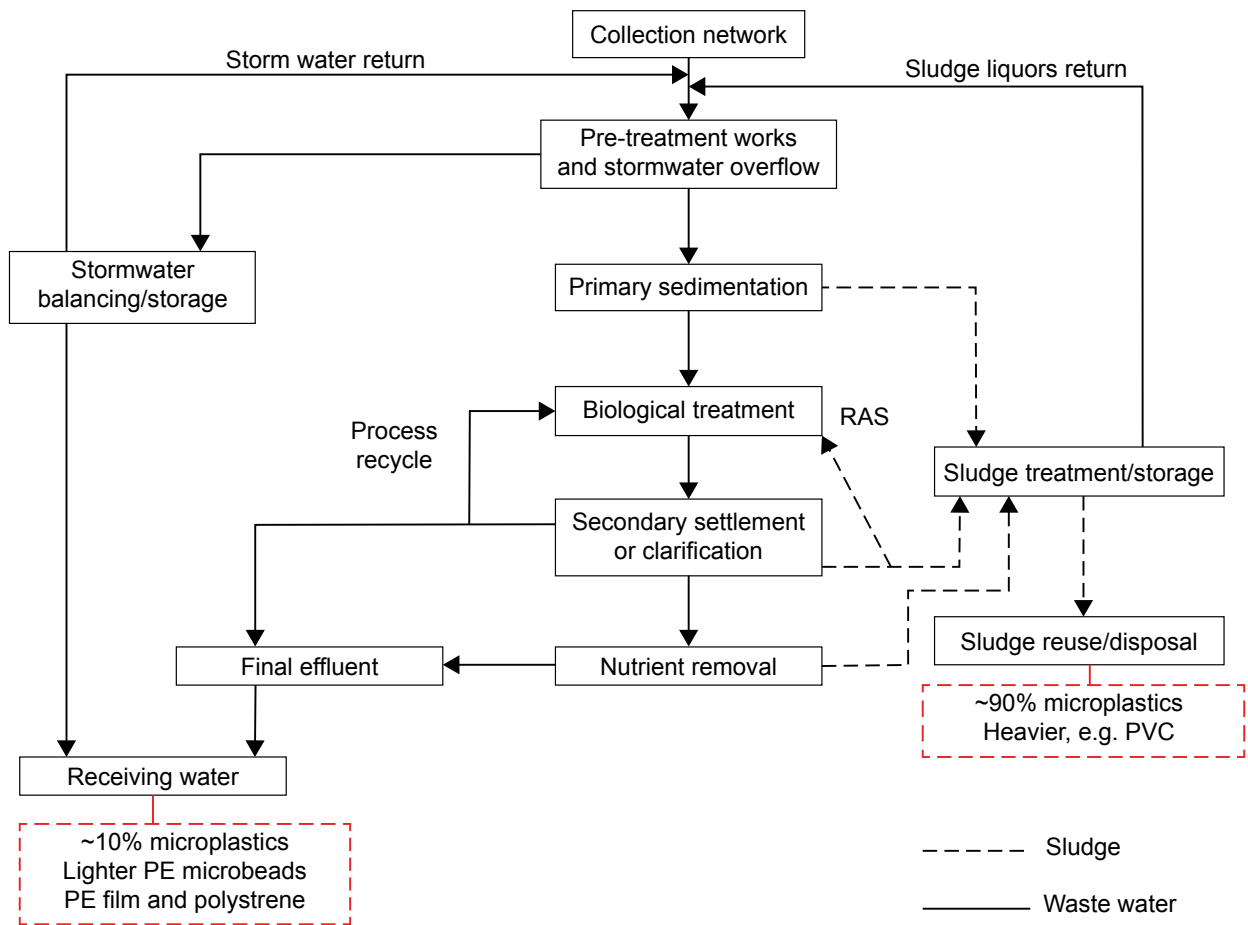 Collection network
Storm water return
Sludge liquors return
Pre-treatment works
and stormwater overflow
Stormwater
balancing/storage
Primary sedimentation
Biological treatment
RAS
Process
recycle
Sludge treatment/storage
Secondary settlement
or clarification
Final effluent
Nutrient removal
Sludge reuse/disposal
~90% microplastics
Heavier, e.g. PVC
Receiving water
~10% microplastics
Lighter PE microbeads
PE film and polystrene
Sludge
Waste water